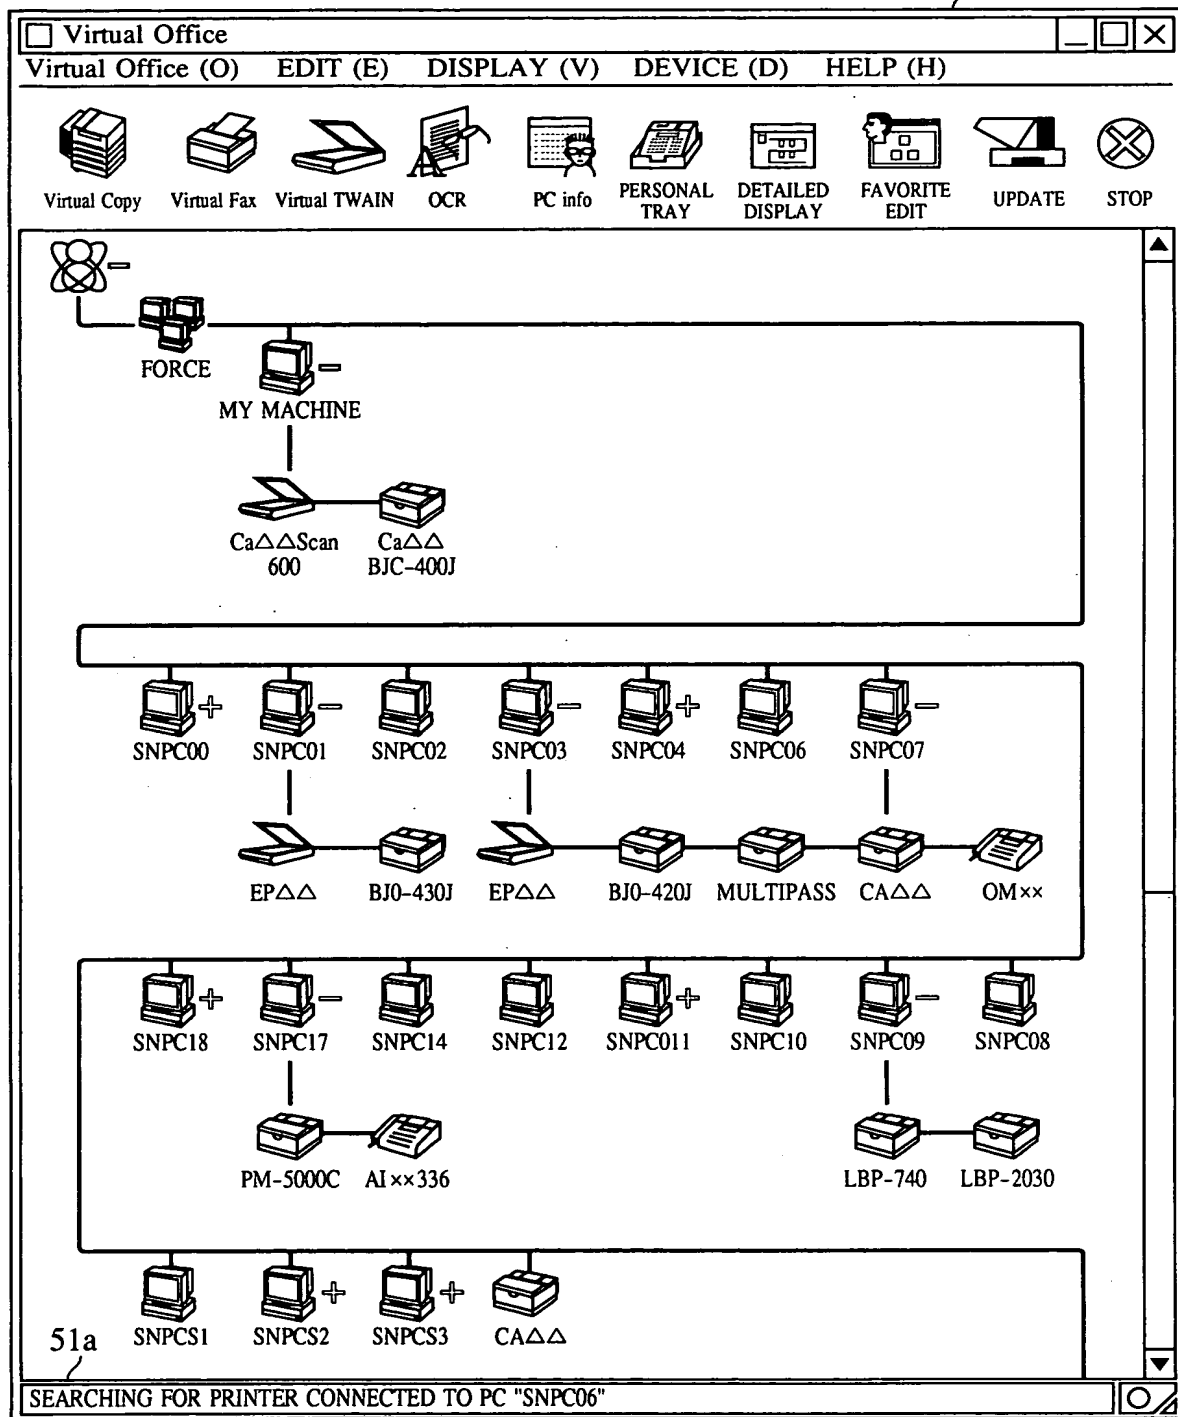 Virtual Office
Virtual Office (O) EDIT (E) DISPLAY (V) DEVICE (D) HELP (H)
Virtual Copy Virtual Fax Virtual TWAIN OCR PC info PERSONAL TRAY DETAILED DISPLAY FAVORITE EDIT UPDATE STOP
FORCE
MY MACHINE
Ca△△Scan 600 Ca△△ BJC-400J
SNPC00 SNPC01 SNPC02 SNPC03 SNPC04 SNPC06 SNPC07
EP△△ BJ0-430J EP△△ BJ0-420J MULTIPASS CA△△ OM××
SNPC18 SNPC17 SNPC14 SNPC12 SNPC011 SNPC10 SNPC09 SNPC08
PM-5000C AI××336 LBP-740 LBP-2030
SNPCS1 SNPCS2 SNPCS3 CA△△
51a
SEARCHING FOR PRINTER CONNECTED TO PC "SNPC06"